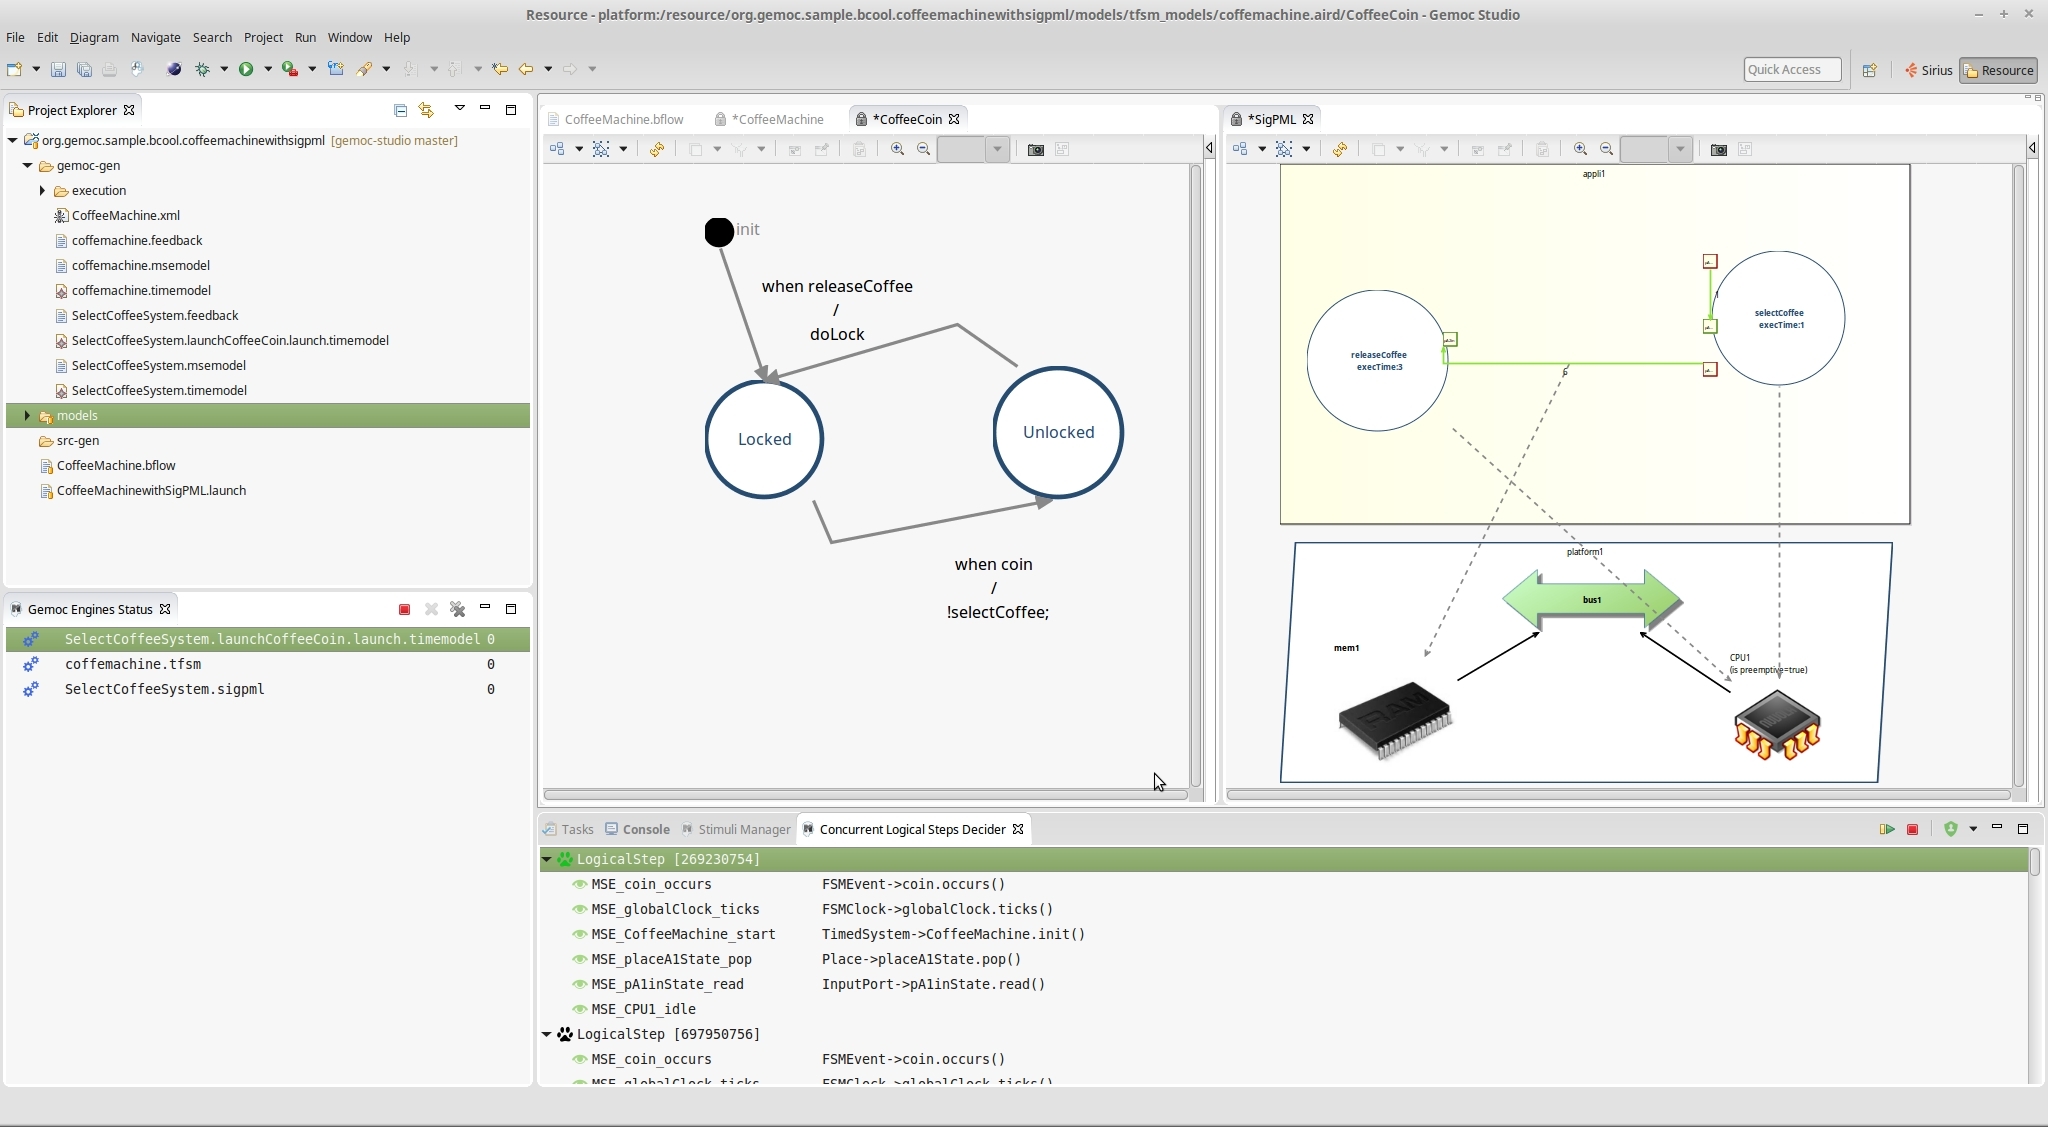 Resource - platform:/resource/org.gemoc.sample.bcool.coffeemachinewithsigpml/models/tfsm_models/coffemachine.aird/CoffeeCoin - Gemoc Studio
File Edit Diagram Navigate Search Project Run Window Help
Quick Access
Sirius
Resource
Project Explorer
org.gemoc.sample.bcool.coffeemachinewithsigpml [gemoc-studio master]
gemoc-gen
execution
CoffeeMachine.xml
coffemachine.feedback
coffemachine.msemodel
coffemachine.timemodel
SelectCoffeeSystem.feedback
SelectCoffeeSystem.launchCoffeeCoin.launch.timemodel
SelectCoffeeSystem.msemodel
SelectCoffeeSystem.timemodel
models
src-gen
CoffeeMachine.bflow
CoffeeMachinewithSigPML.launch
Gemoc Engines Status
SelectCoffeeSystem.launchCoffeeCoin.launch.timemodel 0
coffemachine.tfsm 0
SelectCoffeeSystem.sigpml 0
CoffeeMachine.bflow
*CoffeeMachine
*CoffeeCoin
init
when releaseCoffee
/
doLock
Locked
Unlocked
when coin
/
!selectCoffee;
*SigPML
appli1
selectCoffee
execTime:1
1
releaseCoffee
execTime:3
6
platform1
bus1
mem1
CPU1
(is preemptive=true)
RAM
Tasks
Console
Stimuli Manager
Concurrent Logical Steps Decider
LogicalStep [269230754]
MSE_coin_occurs FSMEvent->coin.occurs()
MSE_globalClock_ticks FSMClock->globalClock.ticks()
MSE_CoffeeMachine_start TimedSystem->CoffeeMachine.init()
MSE_placeA1State_pop Place->placeA1State.pop()
MSE_pA1inState_read InputPort->pA1inState.read()
MSE_CPU1_idle
LogicalStep [697950756]
MSE_coin_occurs FSMEvent->coin.occurs()
MSE_globalClock_ticks FSMClock->globalClock.ticks()